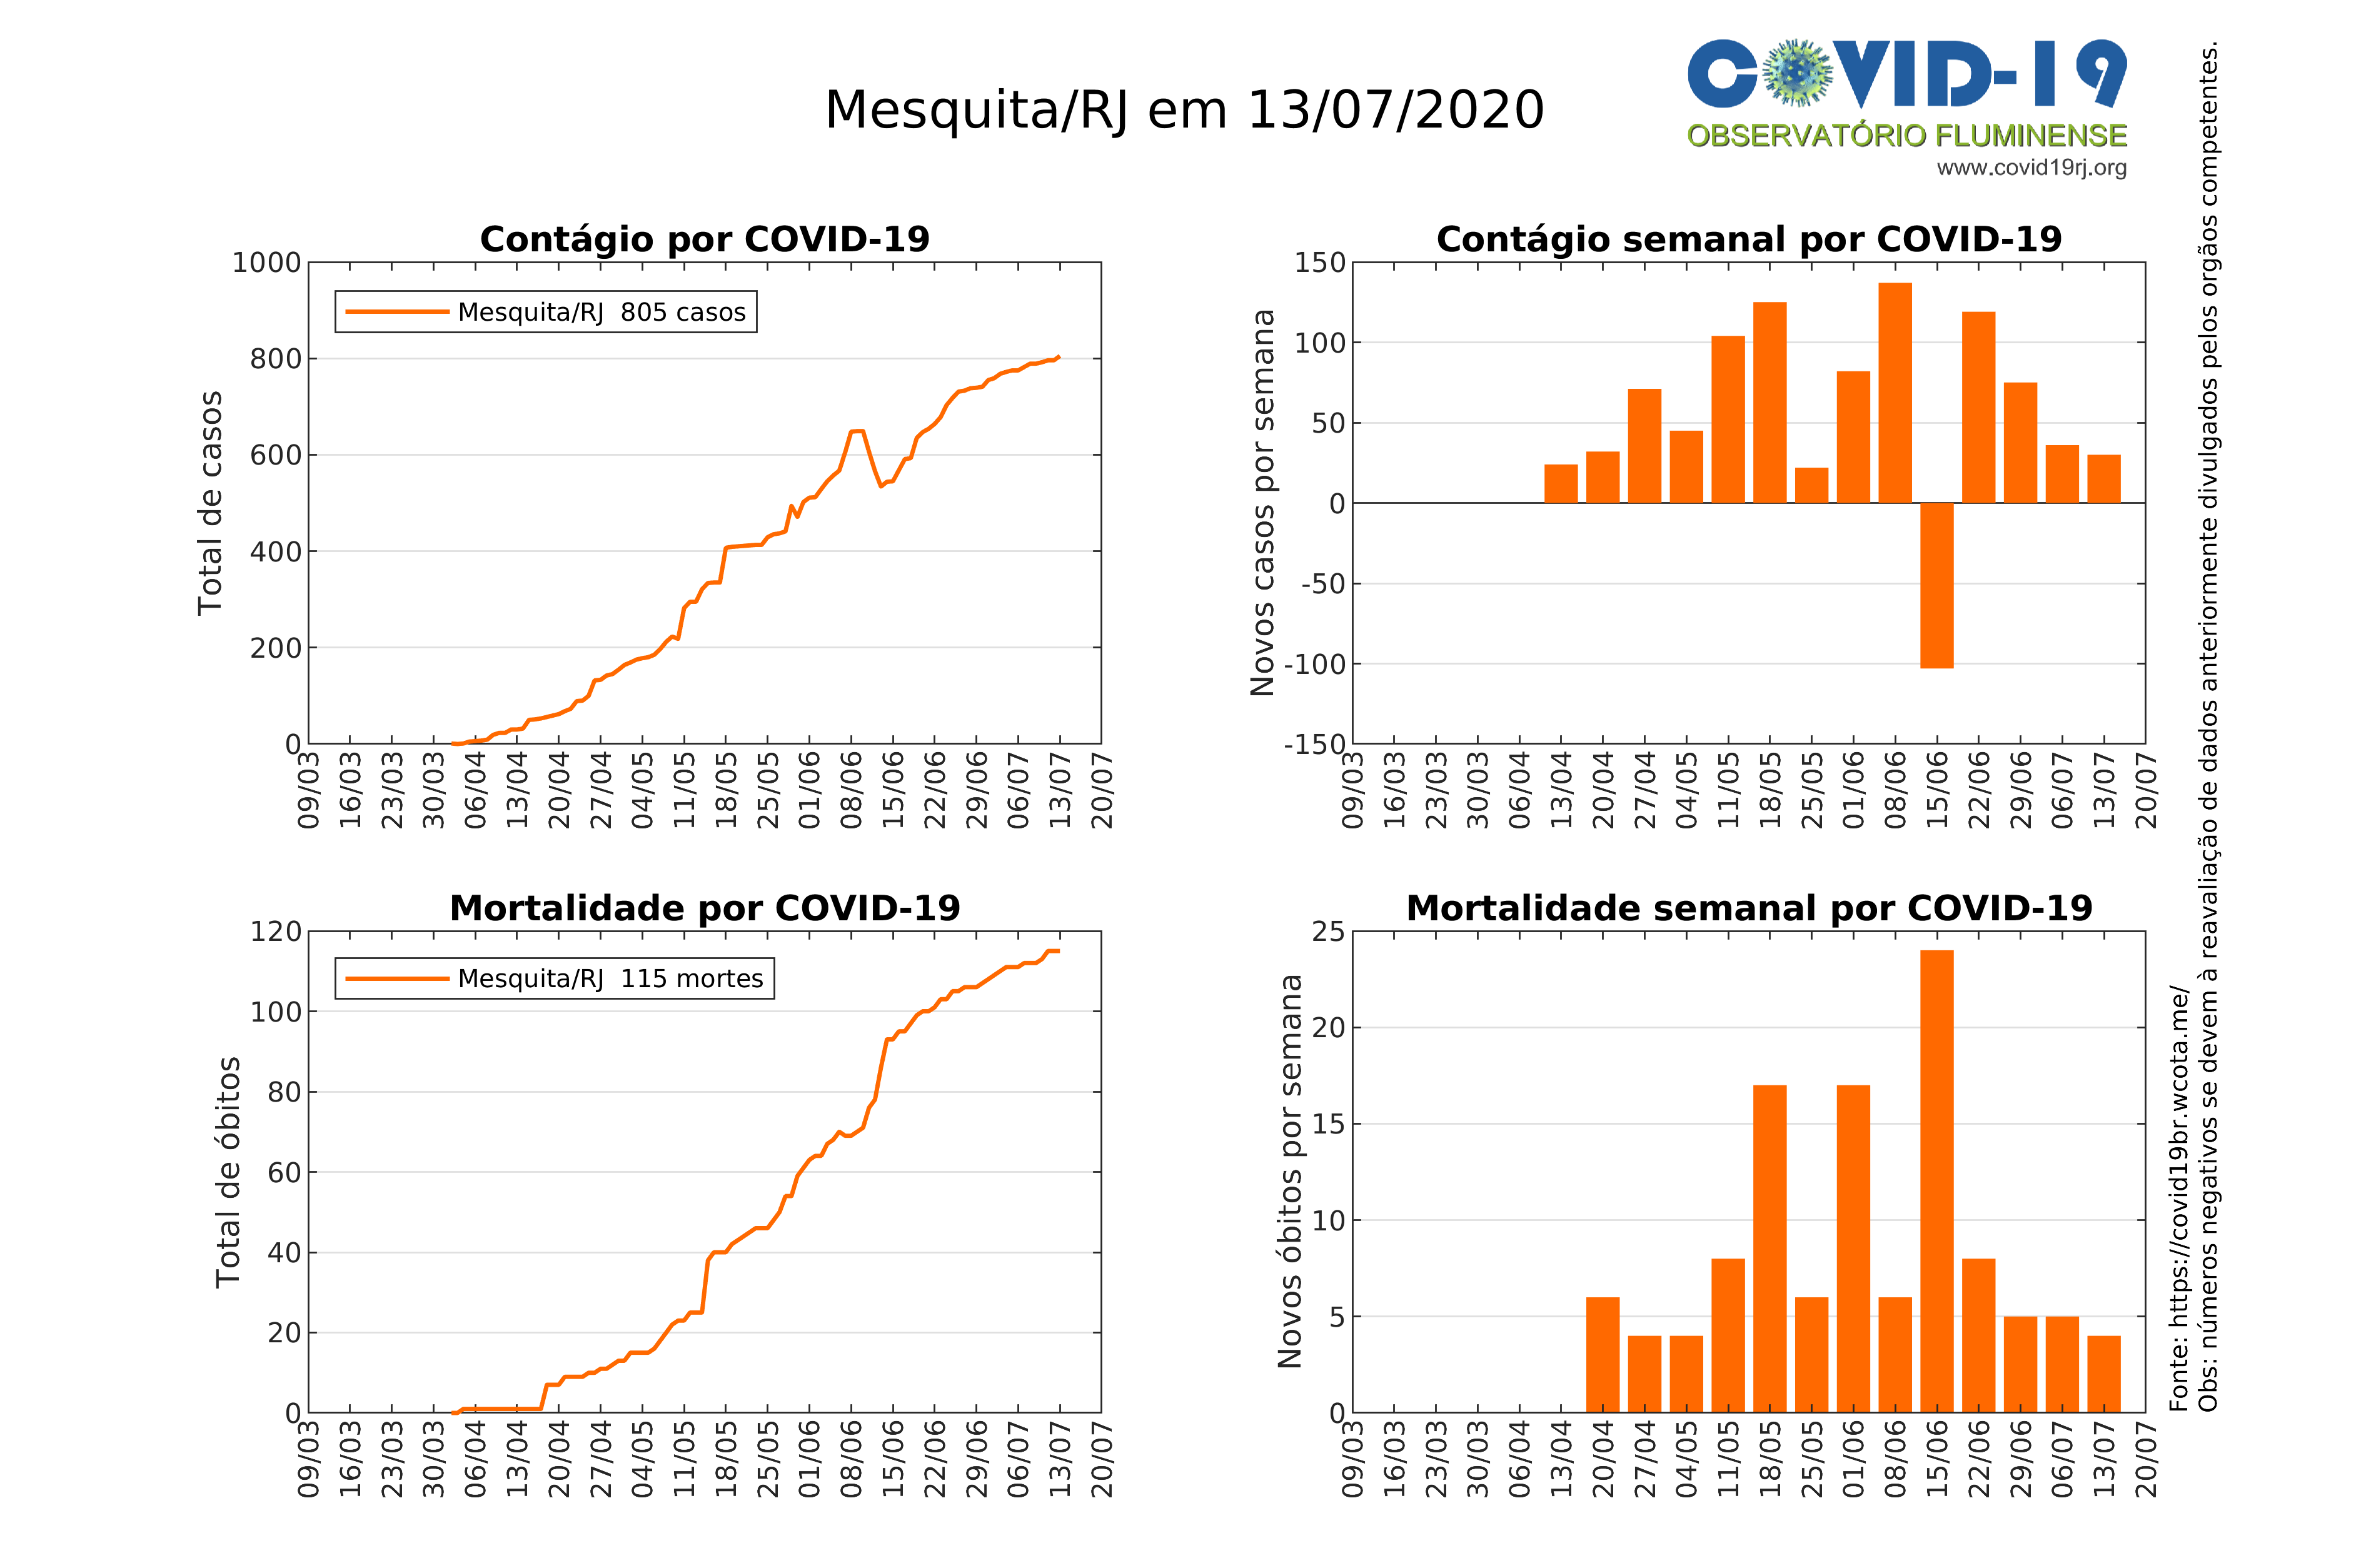 Mesquita/RJ em 13/07/2020
COVID-19
OBSERVATÓRIO FLUMINENSE
www.covid19rj.org
Contágio por COVID-19
Total de casos
1000
800
600
400
200
0
Mesquita/RJ 805 casos
09/03 16/03 23/03 30/03 06/04 13/04 20/04 27/04 04/05 11/05 18/05 25/05 01/06 08/06 15/06 22/06 29/06 06/07 13/07 20/07
Contágio semanal por COVID-19
Novos casos por semana
150
100
50
0
-50
-100
-150
09/03 16/03 23/03 30/03 06/04 13/04 20/04 27/04 04/05 11/05 18/05 25/05 01/06 08/06 15/06 22/06 29/06 06/07 13/07 20/07
Mortalidade por COVID-19
Total de óbitos
120
100
80
60
40
20
0
Mesquita/RJ 115 mortes
09/03 16/03 23/03 30/03 06/04 13/04 20/04 27/04 04/05 11/05 18/05 25/05 01/06 08/06 15/06 22/06 29/06 06/07 13/07 20/07
Mortalidade semanal por COVID-19
Novos óbitos por semana
25
20
15
10
5
0
09/03 16/03 23/03 30/03 06/04 13/04 20/04 27/04 04/05 11/05 18/05 25/05 01/06 08/06 15/06 22/06 29/06 06/07 13/07 20/07
Fonte: https://covid19br.wcota.me/
Obs: números negativos se devem à reavaliação de dados anteriormente divulgados pelos orgãos competentes.